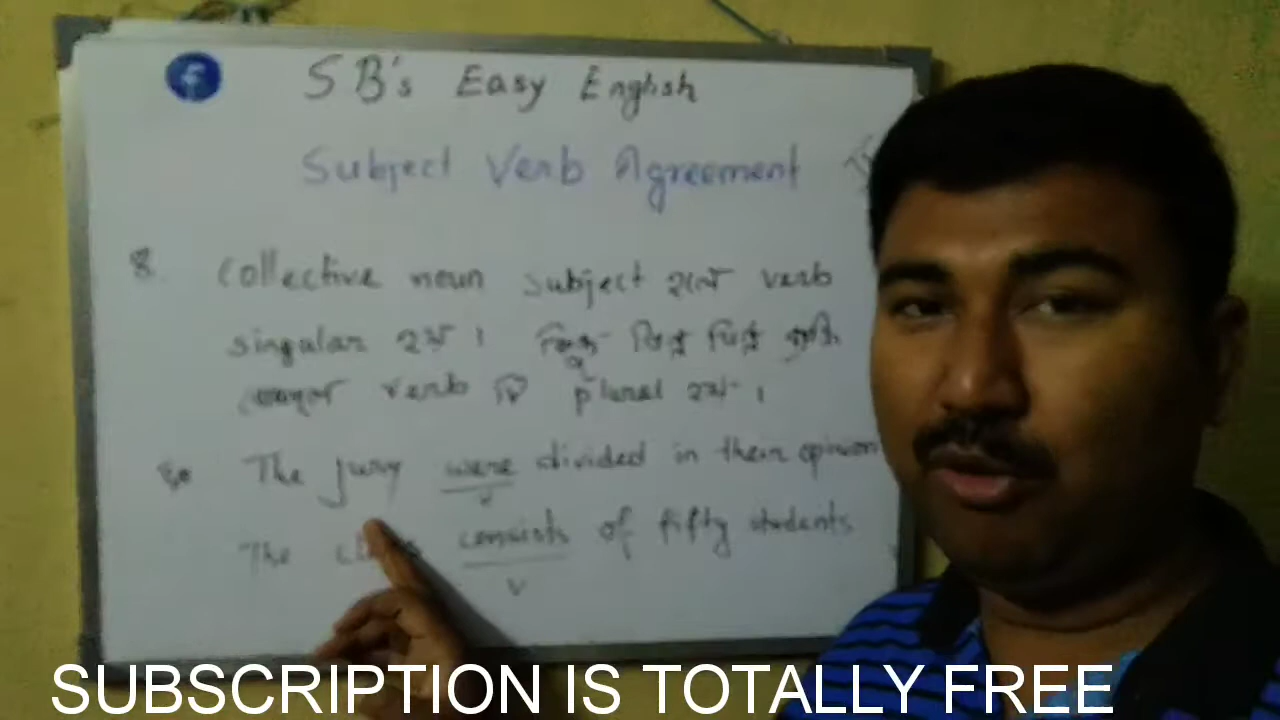 f
SB's Easy English
Subject Verb Agreement
8. Collective noun subject হলে verb
singular হয়। কিন্তু কিছু কিছু
verb টি plural হয়।
The jury were divided in their opinion
v
The class consists of fifty students
v
SUBSCRIPTION IS TOTALLY FREE